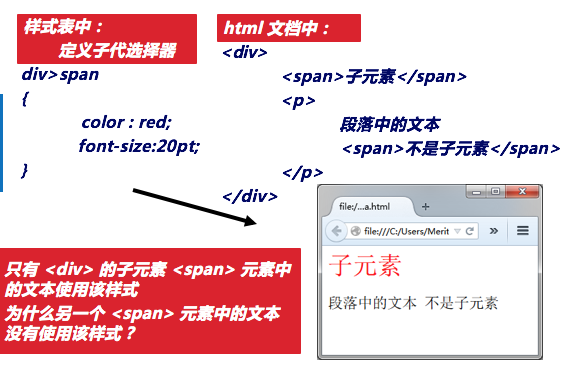 样式表中：
定义子代选择器
div>span
{
color : red;
font-size:20pt;
}
html 文档中：
<div>
<span>子元素</span>
<p>
段落中的文本
<span>不是子元素</span>
</p>
</div>
只有 <div> 的子元素 <span> 元素中
的文本使用该样式
为什么另一个 <span> 元素中的文本
没有使用该样式？
file:/...a.html
file:///C:/Users/Merit
子元素
段落中的文本 不是子元素